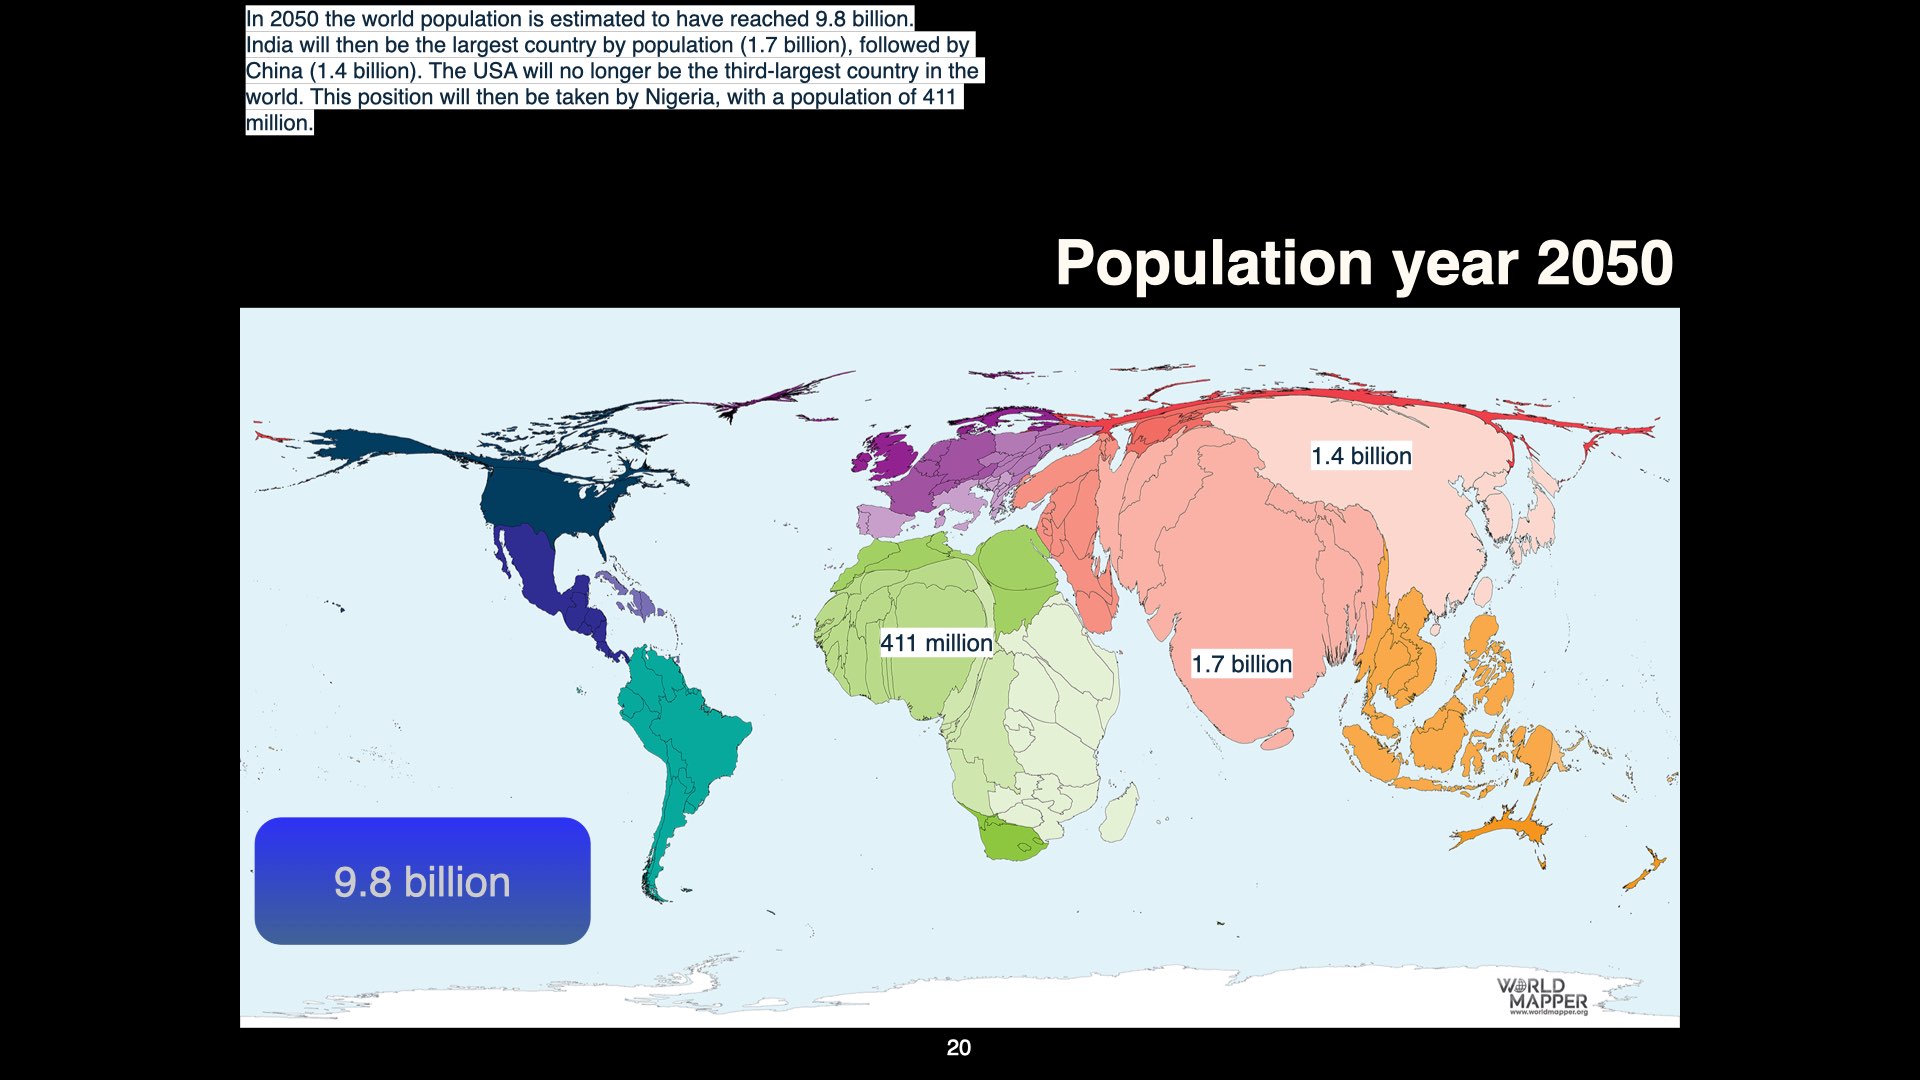 In 2050 the world population is estimated to have reached 9.8 billion.
India will then be the largest country by population (1.7 billion), followed by
China (1.4 billion). The USA will no longer be the third-largest country in the
world. This position will then be taken by Nigeria, with a population of 411
million.
Population year 2050
1.4 billion
411 million
1.7 billion
9.8 billion
WORLD
MAPPER
www.worldmapper.org
20